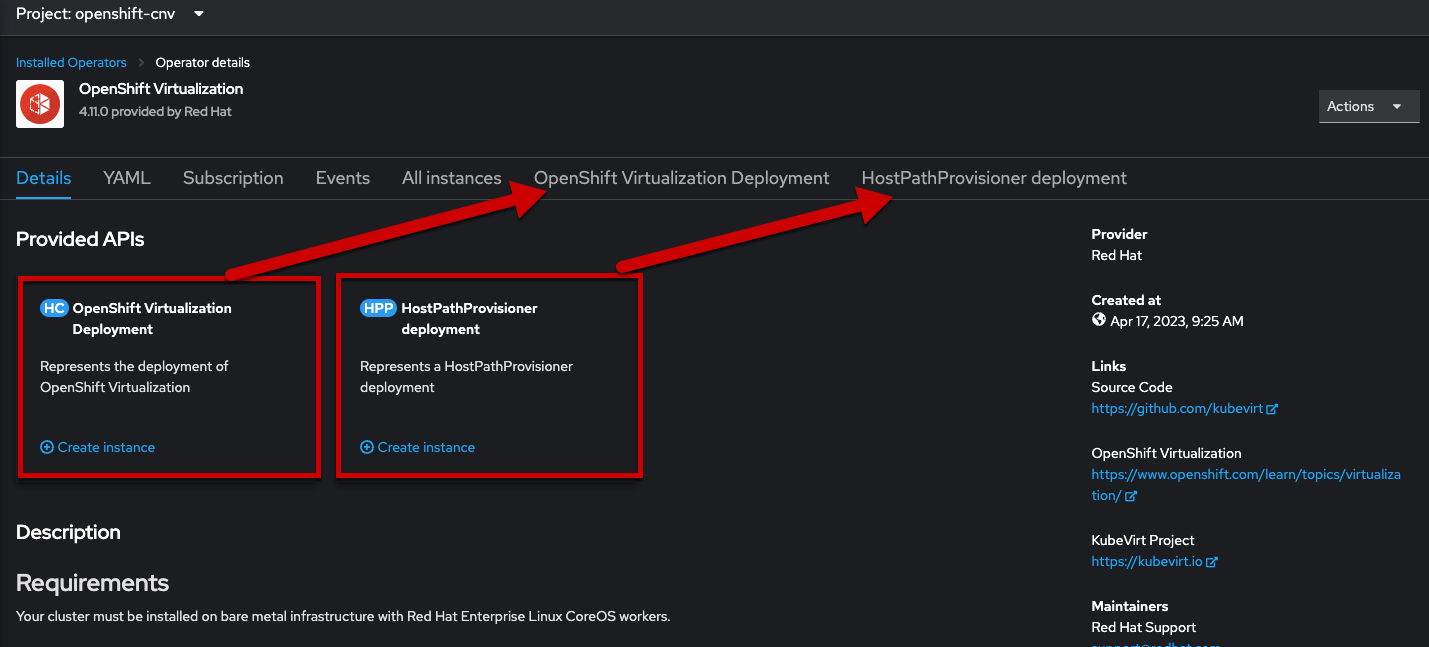 Project: openshift-cnv
Installed Operators
Operator details
OpenShift Virtualization
4.11.0 provided by Red Hat
Actions
Details
YAML
Subscription
Events
All instances
OpenShift Virtualization Deployment
HostPathProvisioner deployment
Provided APIs
HC OpenShift Virtualization
Deployment
Represents the deployment of
OpenShift Virtualization
Create instance
HPP HostPathProvisioner
deployment
Represents a HostPathProvisioner
deployment
Create instance
Description
Requirements
Your cluster must be installed on bare metal infrastructure with Red Hat Enterprise Linux CoreOS workers.
Provider
Red Hat
Created at
Apr 17, 2023, 9:25 AM
Links
Source Code
https://github.com/kubevirt
OpenShift Virtualization
https://www.openshift.com/learn/topics/virtualiza
tion/
KubeVirt Project
https://kubevirt.io
Maintainers
Red Hat Support